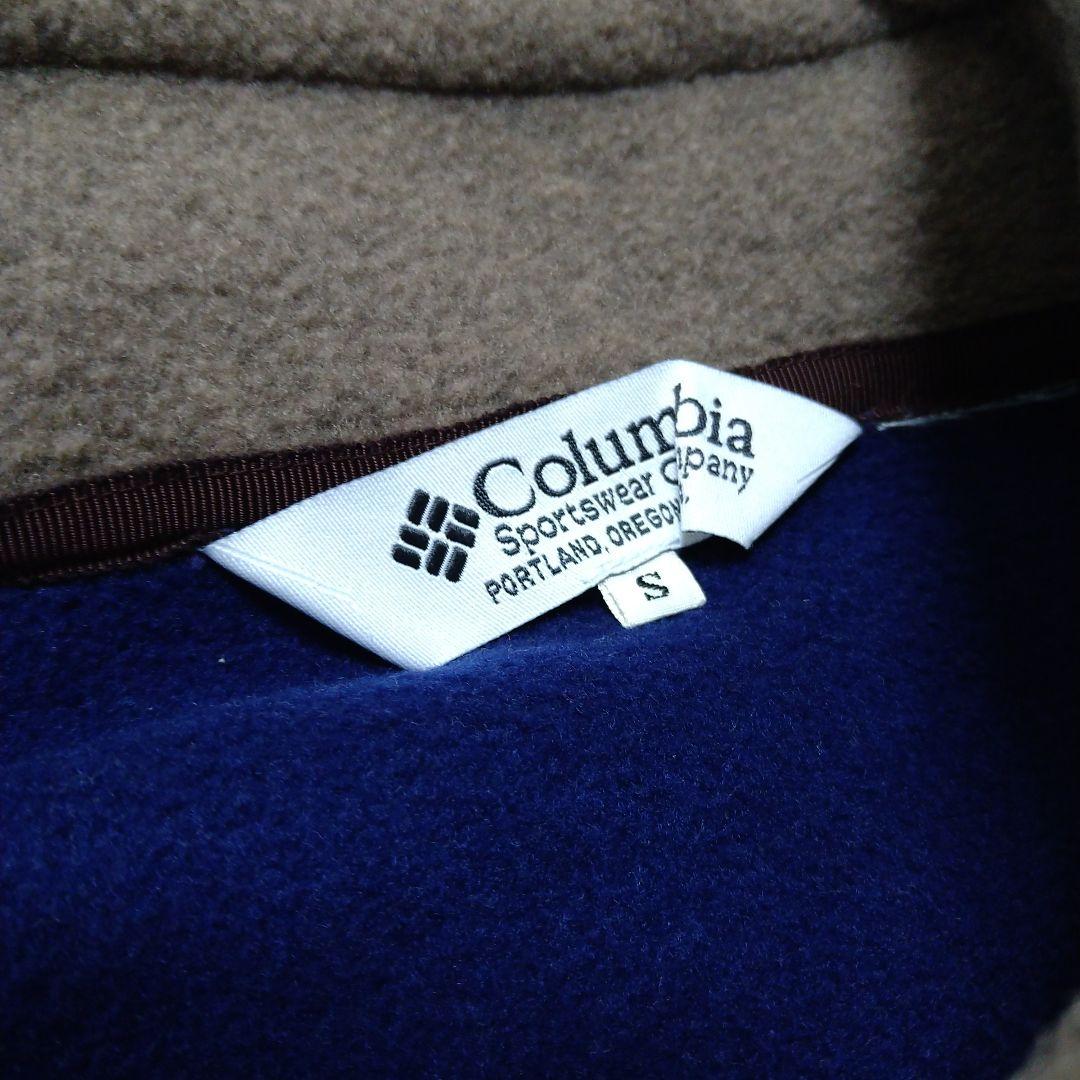 Columbia
Sportswear Company
PORTLAND, OREGON
S